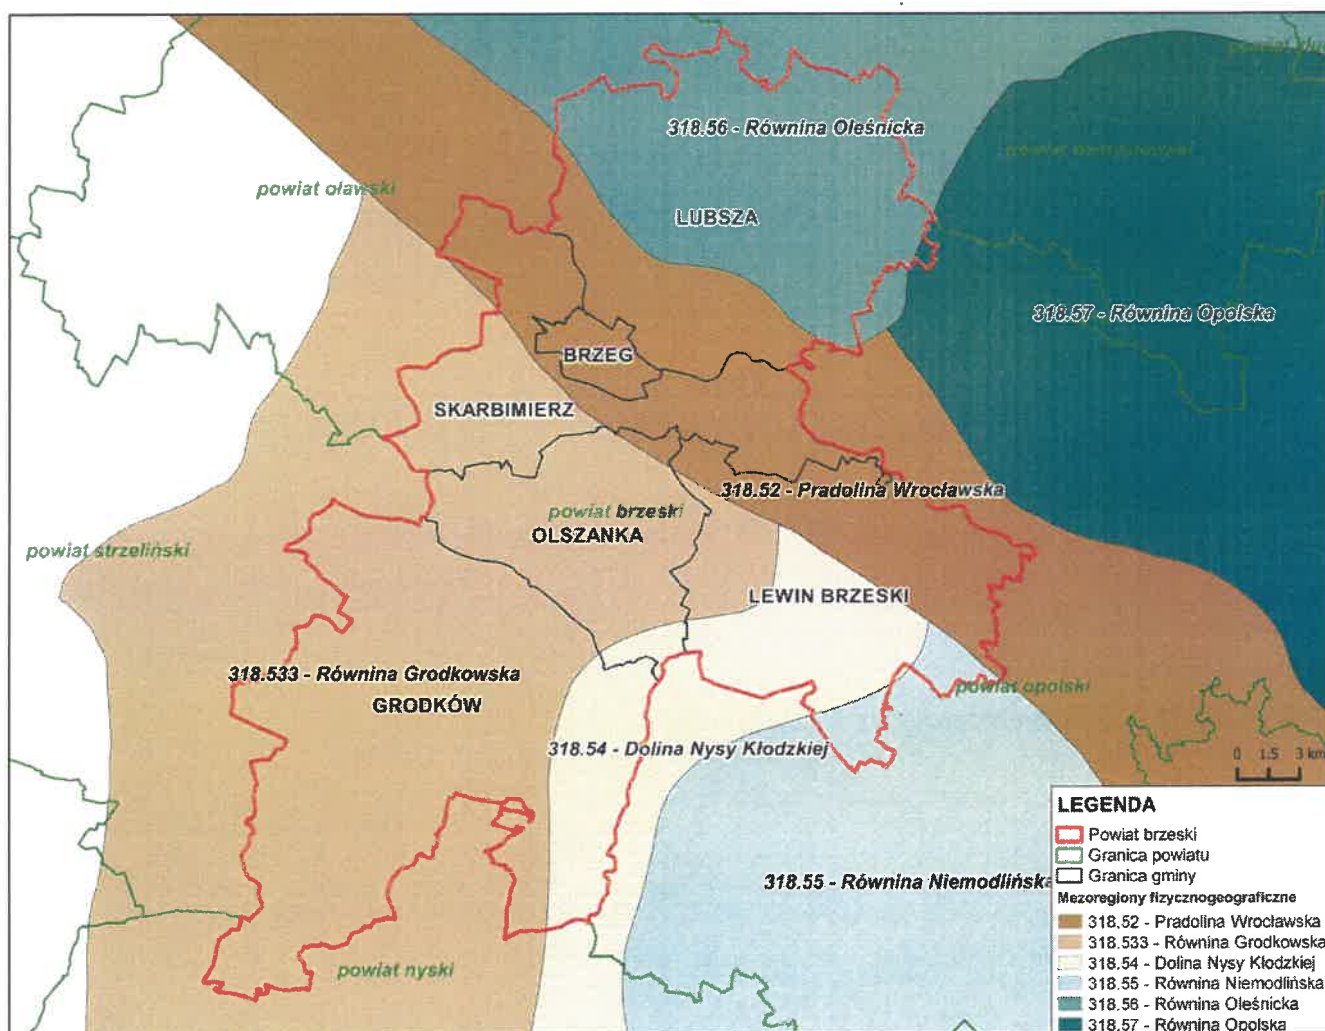 318.56 - Równina Oleśnicka
powiat oławski
LUBSZA
318.57 - Równina Opolska
BRZEG
SKARBIMIERZ
318.52 - Pradolina Wrocławska
powiat brzeski
OLSZANKA
powiat strzeliński
LEWIN BRZESKI
318.533 - Równina Grodkowska
GRODKÓW
powiat opolski
318.54 - Dolina Nysy Kłodzkiej
0 1.5 3 km
318.55 - Równina Niemodlińska
powiat nyski
LEGENDA
Powiat brzeski
Granica powiatu
Granica gminy
Mezoregiony fizycznogeograficzne
318.52 - Pradolina Wrocławska
318.533 - Równina Grodkowska
318.54 - Dolina Nysy Kłodzkiej
318.55 - Równina Niemodlińska
318.56 - Równina Oleśnicka
318.57 - Równina Opolska